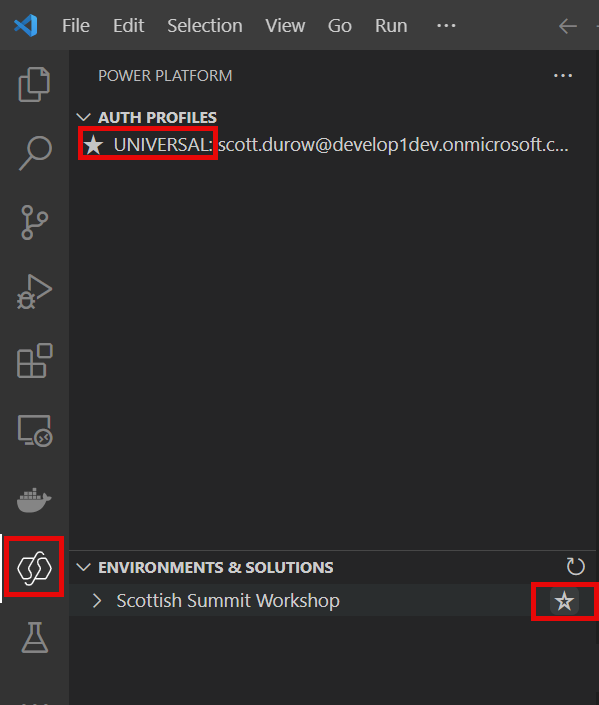 File Edit Selection View Go Run ···
POWER PLATFORM ···
AUTH PROFILES
UNIVERSAL: scott.durow@develop1dev.onmicrosoft.c...
ENVIRONMENTS & SOLUTIONS
Scottish Summit Workshop